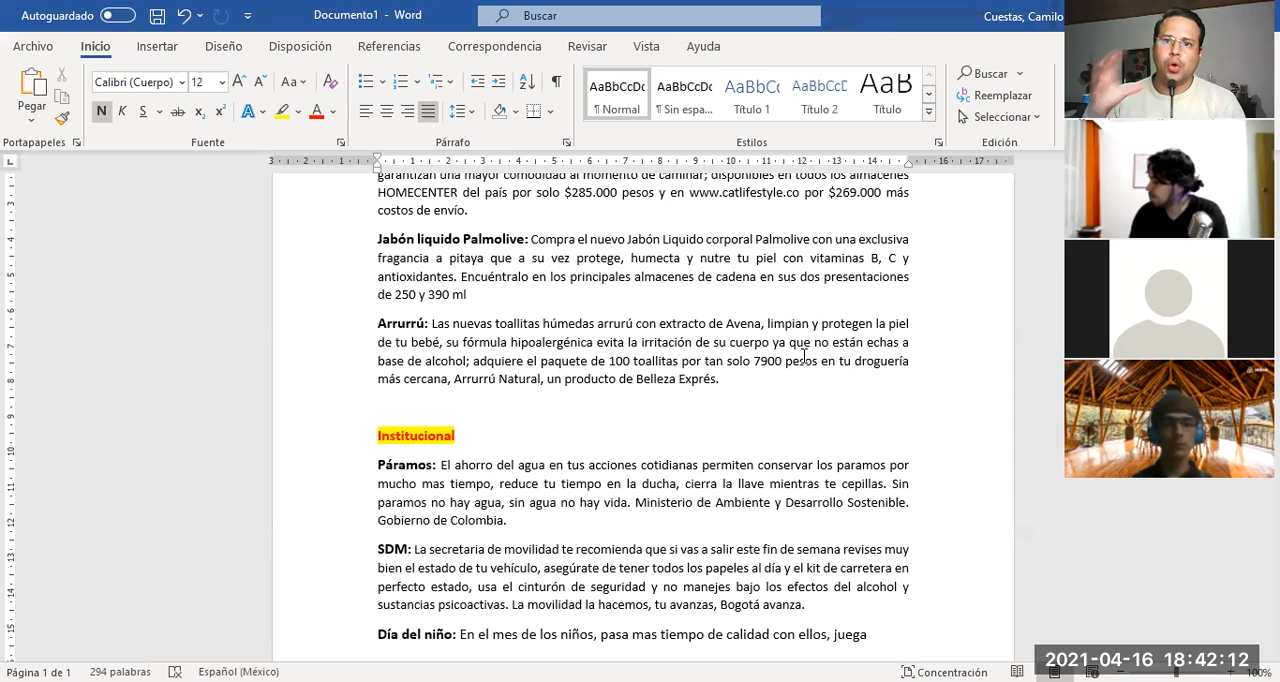 Autoguardado
Documento1 - Word
Buscar
Cuestas, Camilo
Archivo Inicio Insertar Diseño Disposición Referencias Correspondencia Revisar Vista Ayuda
Pegar
Calibri (Cuerpo) 12
AaBbCcDc AaBbCcDc AaBbCc AaBbCcD AaB
¶ Normal ¶ Sin espa... Título 1 Título 2 Título
Buscar
Reemplazar
Seleccionar
Portapapeles Fuente Párrafo Estilos Edición
garantizan una mayor comodidad al momento de caminar; disponibles en todos los almacenes
HOMECENTER del país por solo $285.000 pesos y en www.catlifestyle.co por $269.000 más
costos de envío.
Jabón liquido Palmolive: Compra el nuevo Jabón Liquido corporal Palmolive con una exclusiva
fragancia a pitaya que a su vez protege, humecta y nutre tu piel con vitaminas B, C y
antioxidantes. Encuéntralo en los principales almacenes de cadena en sus dos presentaciones
de 250 y 390 ml
Arrurrú: Las nuevas toallitas húmedas arrurú con extracto de Avena, limpian y protegen la piel
de tu bebé, su fórmula hipoalergénica evita la irritación de su cuerpo ya que no están echas a
base de alcohol; adquiere el paquete de 100 toallitas por tan solo 7900 pesos en tu droguería
más cercana, Arrurrú Natural, un producto de Belleza Exprés.
Institucional
Páramos: El ahorro del agua en tus acciones cotidianas permiten conservar los paramos por
mucho mas tiempo, reduce tu tiempo en la ducha, cierra la llave mientras te cepillas. Sin
paramos no hay agua, sin agua no hay vida. Ministerio de Ambiente y Desarrollo Sostenible.
Gobierno de Colombia.
SDM: La secretaria de movilidad te recomienda que si vas a salir este fin de semana revises muy
bien el estado de tu vehículo, asegúrate de tener todos los papeles al día y el kit de carretera en
perfecto estado, usa el cinturón de seguridad y no manejes bajo los efectos del alcohol y
sustancias psicoactivas. La movilidad la hacemos, tu avanzas, Bogotá avanza.
Día del niño: En el mes de los niños, pasa mas tiempo de calidad con ellos, juega
2021-04-16 18:42:12
Página 1 de 1 294 palabras Español (México) Concentración 100%